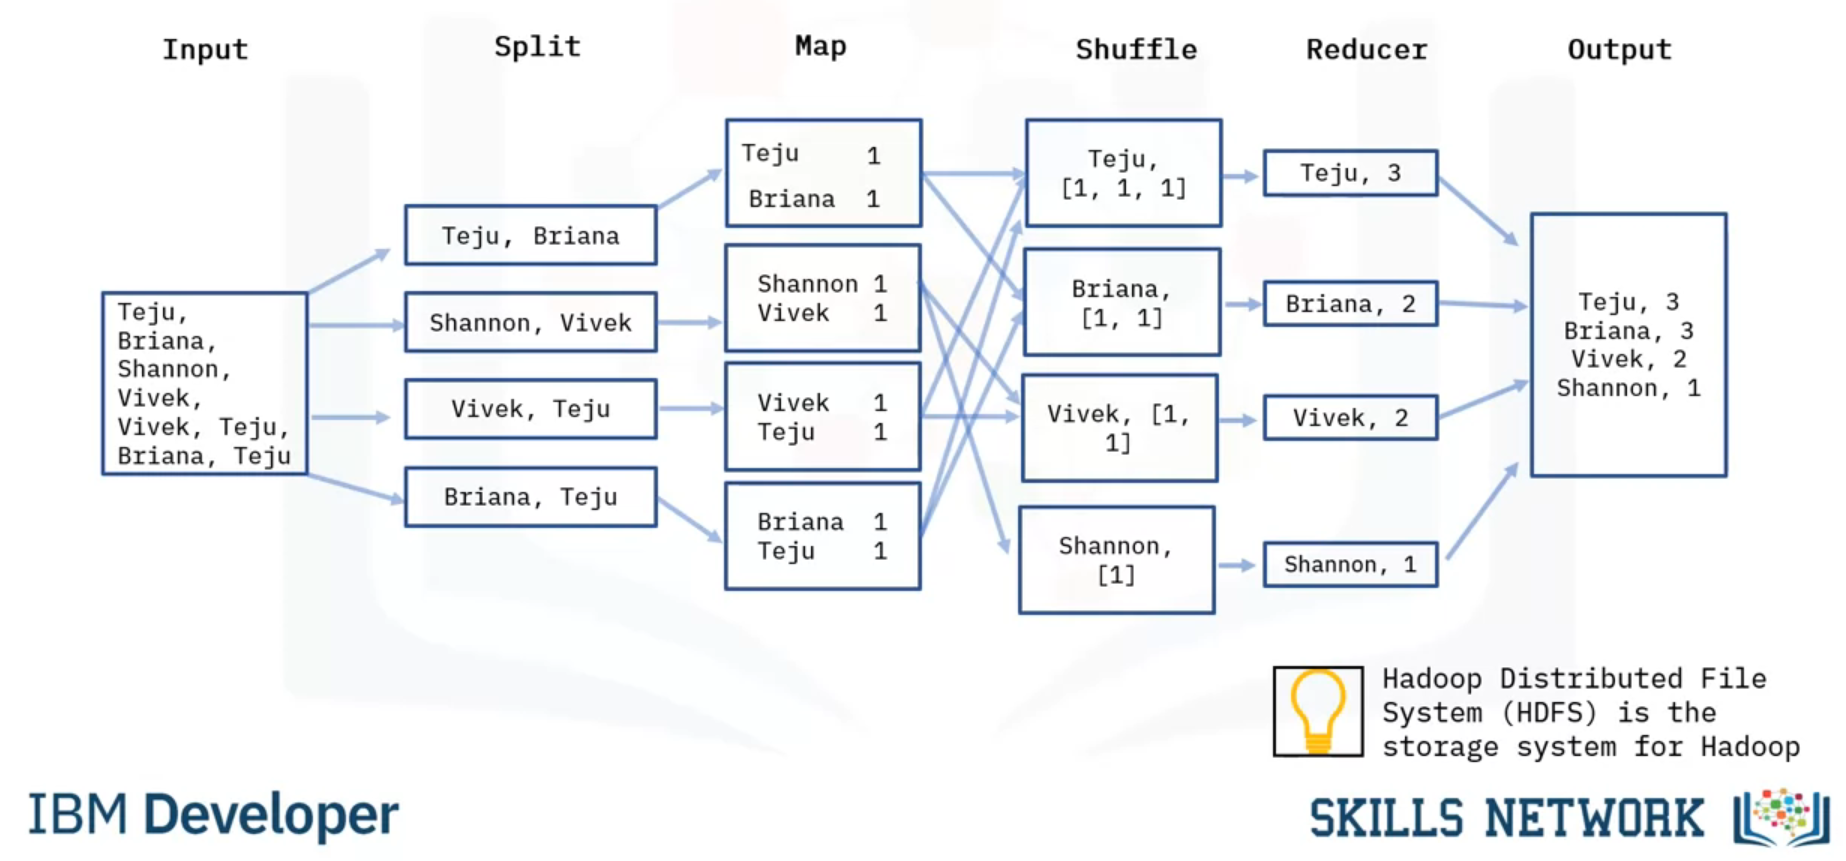 Input
Split
Map
Shuffle
Reducer
Output
Teju,
Briana,
Shannon,
Vivek,
Vivek, Teju,
Briana, Teju
Teju, Briana
Shannon, Vivek
Vivek, Teju
Briana, Teju
Teju 1
Briana 1
Shannon 1
Vivek 1
Vivek 1
Teju 1
Briana 1
Teju 1
Teju,
[1, 1, 1]
Briana,
[1, 1]
Vivek, [1,
1]
Shannon,
[1]
Teju, 3
Briana, 2
Vivek, 2
Shannon, 1
Teju, 3
Briana, 3
Vivek, 2
Shannon, 1
Hadoop Distributed File
System (HDFS) is the
storage system for Hadoop
IBM Developer
SKILLS NETWORK